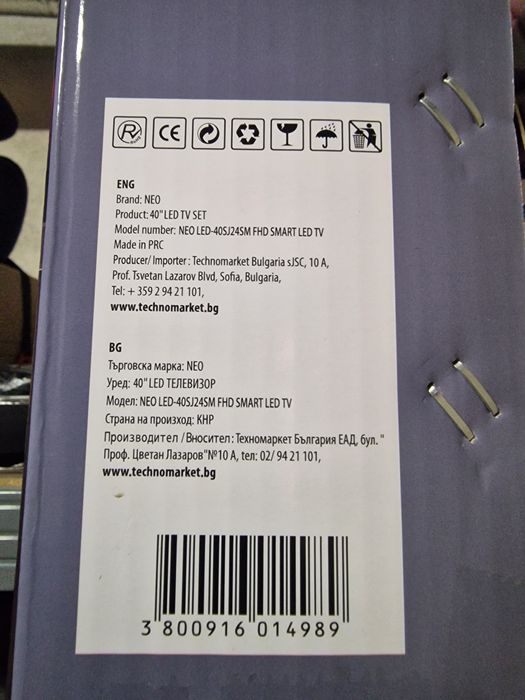 CE
ENG
Brand: NEO
Product: 40" LED TV SET
Model number: NEO LED-40SJ24SM FHD SMART LED TV
Made in PRC
Producer/ Importer : Technomarket Bulgaria sJSC, 10 A,
Prof. Tsvetan Lazarov Blvd, Sofia, Bulgaria,
Tel: + 359 2 94 21 101,
www.technomarket.bg
BG
Търговска марка: NEO
Уред: 40" LED ТЕЛЕВИЗОР
Модел: NEO LED-40SJ24SM FHD SMART LED TV
Страна на произход: КНР
Производител / Вносител : Техномаркет България ЕАД, бул. "
Проф. Цветан Лазаров"№10 А, тел: 02/ 94 21 101,
www.technomarket.bg
3 800916 014989